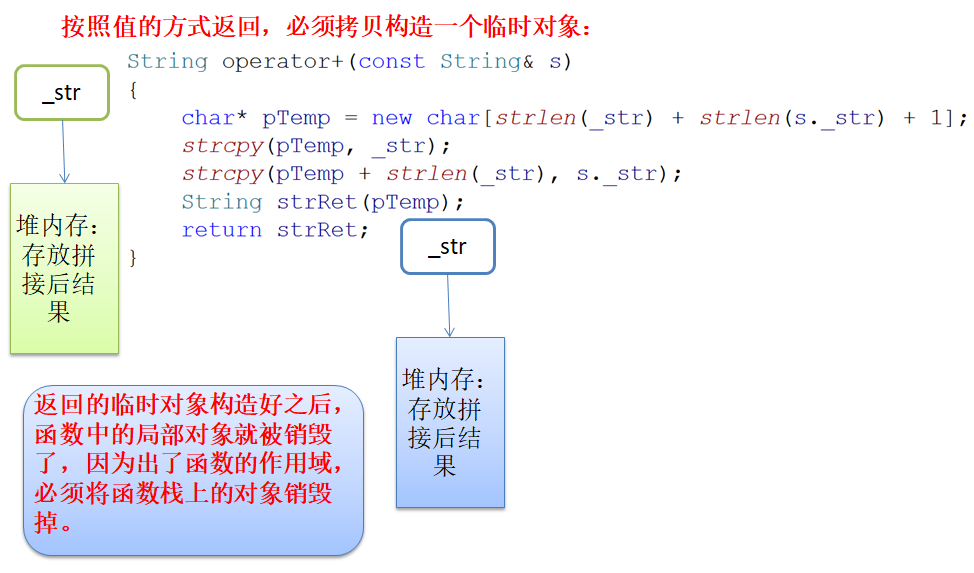 按照值的方式返回，必须拷贝构造一个临时对象：
String operator+(const String& s)
{
char* pTemp = new char[strlen(_str) + strlen(s._str) + 1];
strcpy(pTemp, _str);
strcpy(pTemp + strlen(_str), s._str);
String strRet(pTemp);
return strRet;
}
_str
堆内存：
存放拼
接后结
果
_str
堆内存：
存放拼
接后结
果
返回的临时对象构造好之后，
函数中的局部对象就被销毁
了，因为出了函数的作用域，
必须将函数栈上的对象销毁
掉。